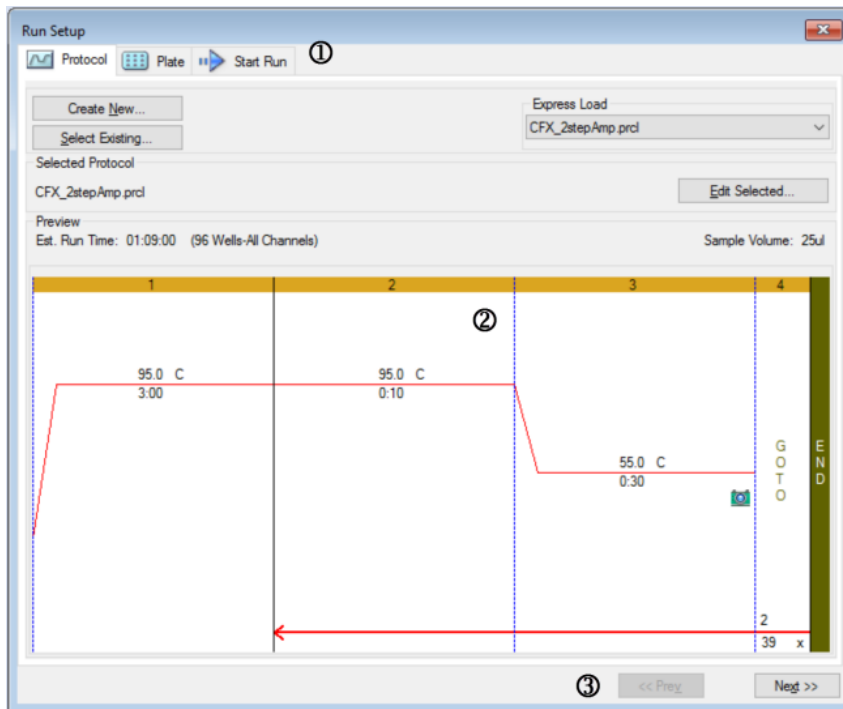 Run Setup
Protocol Plate Start Run ①
Create New...
Select Existing...
Express Load
CFX_2stepAmp.prcl
Selected Protocol
CFX_2stepAmp.prcl Edit Selected...
Preview
Est. Run Time: 01:09:00 (96 Wells-All Channels) Sample Volume: 25ul
1 2 3 4
②
95.0 C 95.0 C
3:00 0:10
55.0 C
0:30
GOTO
END
2
39 x
③ << Prev Next >>